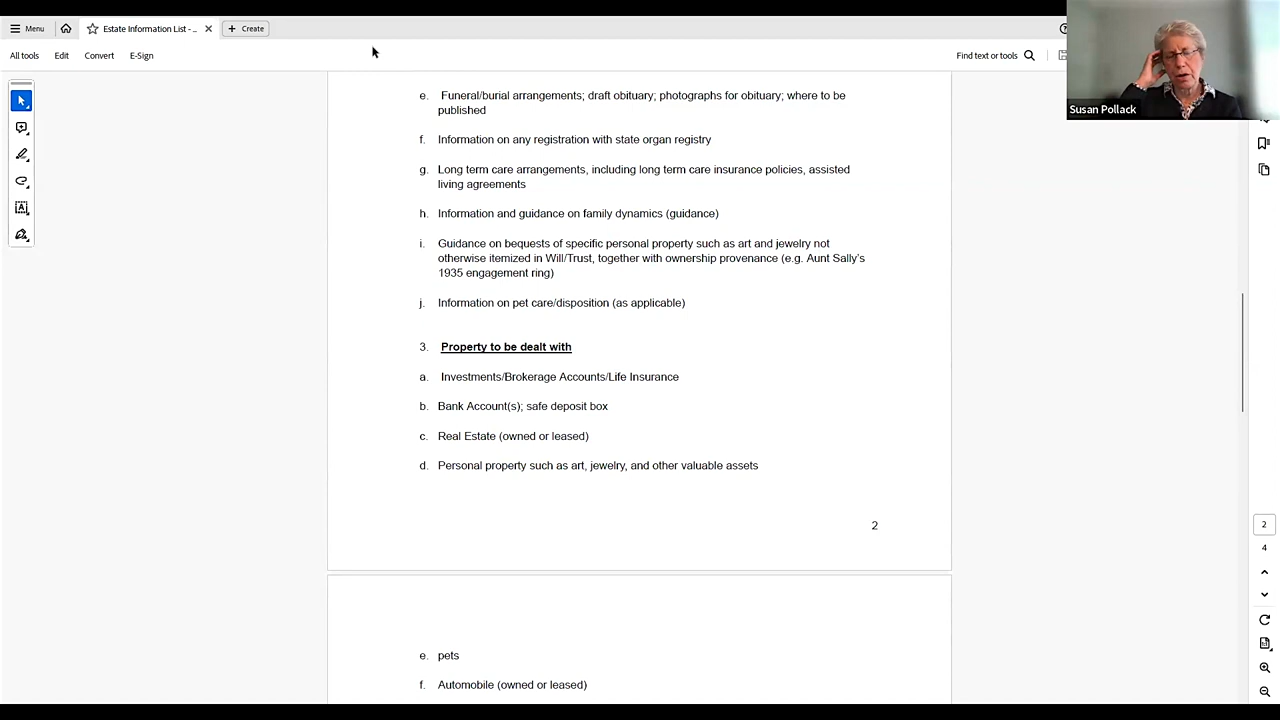 Menu
Estate Information List - ...
Create
All tools
Edit
Convert
E-Sign
Find text or tools
Susan Pollack
e. Funeral/burial arrangements; draft obituary; photographs for obituary; where to be
published
f. Information on any registration with state organ registry
g. Long term care arrangements, including long term care insurance policies, assisted
living agreements
h. Information and guidance on family dynamics (guidance)
i. Guidance on bequests of specific personal property such as art and jewelry not
otherwise itemized in Will/Trust, together with ownership provenance (e.g. Aunt Sally’s
1935 engagement ring)
j. Information on pet care/disposition (as applicable)
3. Property to be dealt with
a. Investments/Brokerage Accounts/Life Insurance
b. Bank Account(s); safe deposit box
c. Real Estate (owned or leased)
d. Personal property such as art, jewelry, and other valuable assets
2
e. pets
f. Automobile (owned or leased)
2
4